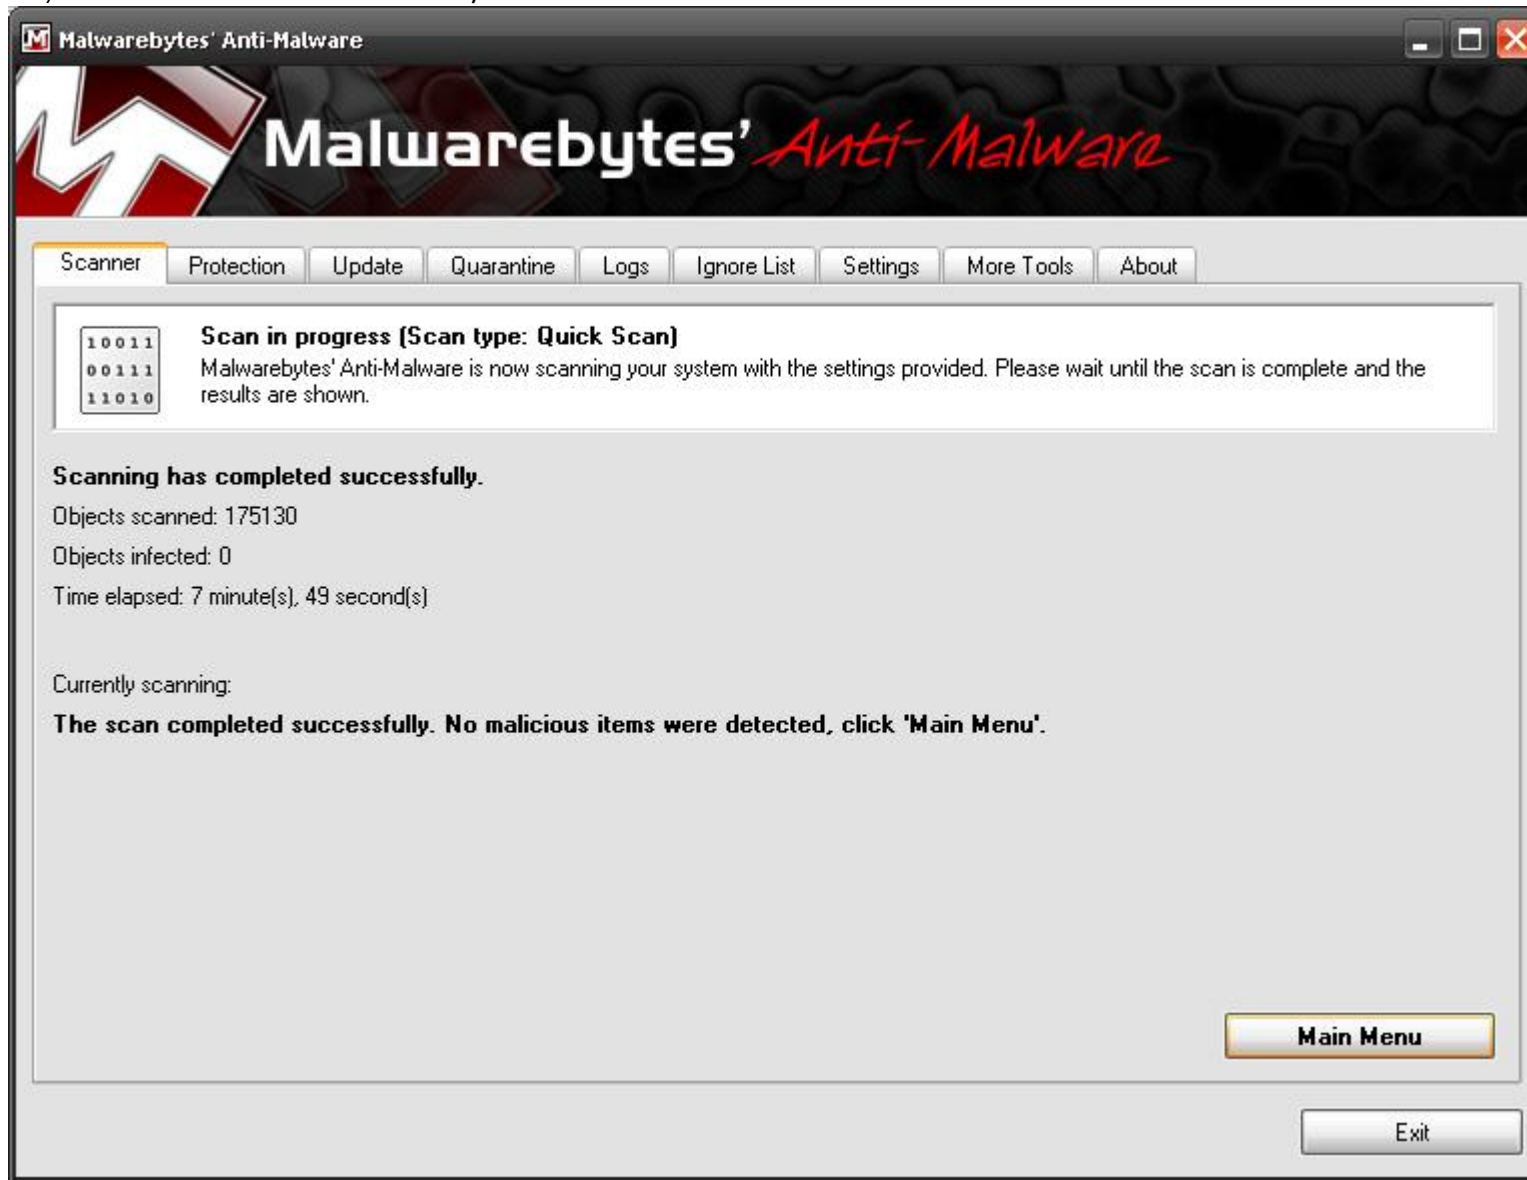 Malwarebytes' Anti-Malware
Malwarebytes' Anti-Malware
Scanner Protection Update Quarantine Logs Ignore List Settings More Tools About
10011
00111
11010
Scan in progress (Scan type: Quick Scan)
Malwarebytes' Anti-Malware is now scanning your system with the settings provided. Please wait until the scan is complete and the
results are shown.
Scanning has completed successfully.
Objects scanned: 175130
Objects infected: 0
Time elapsed: 7 minute(s), 49 second(s)
Currently scanning:
The scan completed successfully. No malicious items were detected, click 'Main Menu'.
Main Menu
Exit